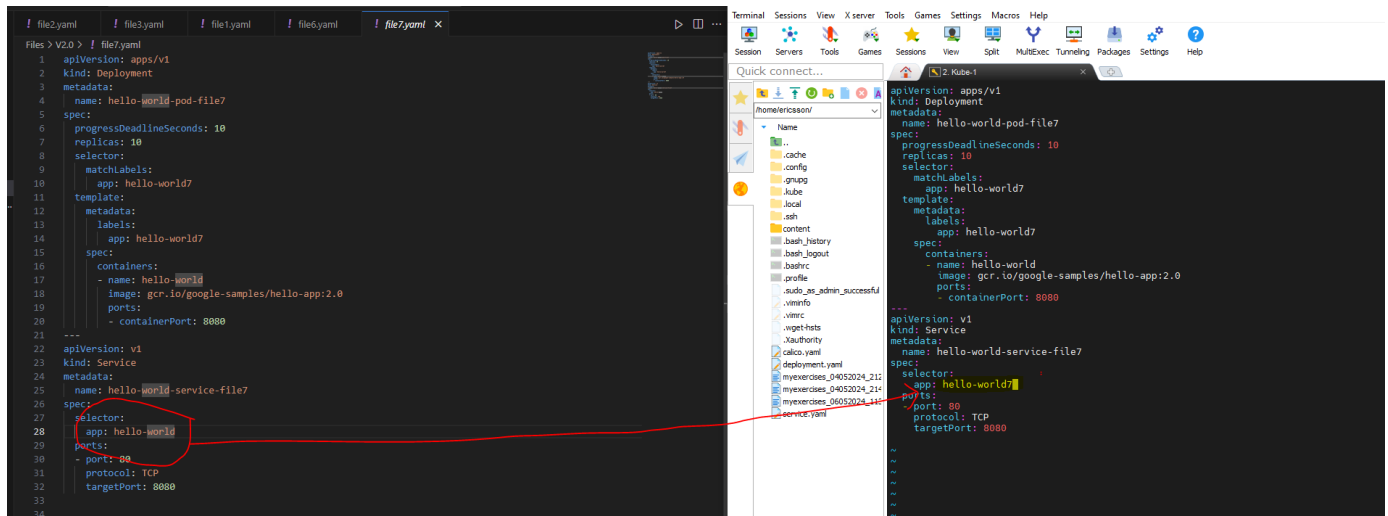 ! file2.yaml ! file3.yaml ! file1.yaml ! file6.yaml ! file7.yaml ×
Files > V2.0 > ! file7.yaml
1 apiVersion: apps/v1
2 kind: Deployment
3 metadata:
4 name: hello-world-pod-file7
5 spec:
6 progressDeadlineSeconds: 10
7 replicas: 10
8 selector:
9 matchLabels:
10 app: hello-world7
11 template:
12 metadata:
13 labels:
14 app: hello-world7
15 spec:
16 containers:
17 - name: hello-world
18 image: gcr.io/google-samples/hello-app:2.0
19 ports:
20 - containerPort: 8080
21 ---
22 apiVersion: v1
23 kind: Service
24 metadata:
25 name: hello-world-service-file7
26 spec:
27 selector:
28 app: hello-world
29 ports:
30 - port: 80
31 protocol: TCP
32 targetPort: 8080
33
34
Terminal Sessions View X server Tools Games Settings Macros Help
Session Servers Tools Games Sessions View Split MultiExec Tunneling Packages Settings Help
Quick connect...
2. Kube-1 ×
/home/ericsson/
Name
..
.cache
.config
.gnupg
.kube
.local
.ssh
content
.bash_history
.bash_logout
.bashrc
.profile
.sudo_as_admin_successful
.viminfo
.vimrc
.wget-hsts
.Xauthority
calico.yaml
deployment.yaml
myexercises_04052024_212
myexercises_04052024_214
myexercises_06052024_113
service.yaml
apiVersion: apps/v1
kind: Deployment
metadata:
name: hello-world-pod-file7
spec:
progressDeadlineSeconds: 10
replicas: 10
selector:
matchLabels:
app: hello-world7
template:
metadata:
labels:
app: hello-world7
spec:
containers:
- name: hello-world
image: gcr.io/google-samples/hello-app:2.0
ports:
- containerPort: 8080
---
apiVersion: v1
kind: Service
metadata:
name: hello-world-service-file7
spec:
selector:
app: hello-world7
ports:
- port: 80
protocol: TCP
targetPort: 8080
~
~
~
~
~
~